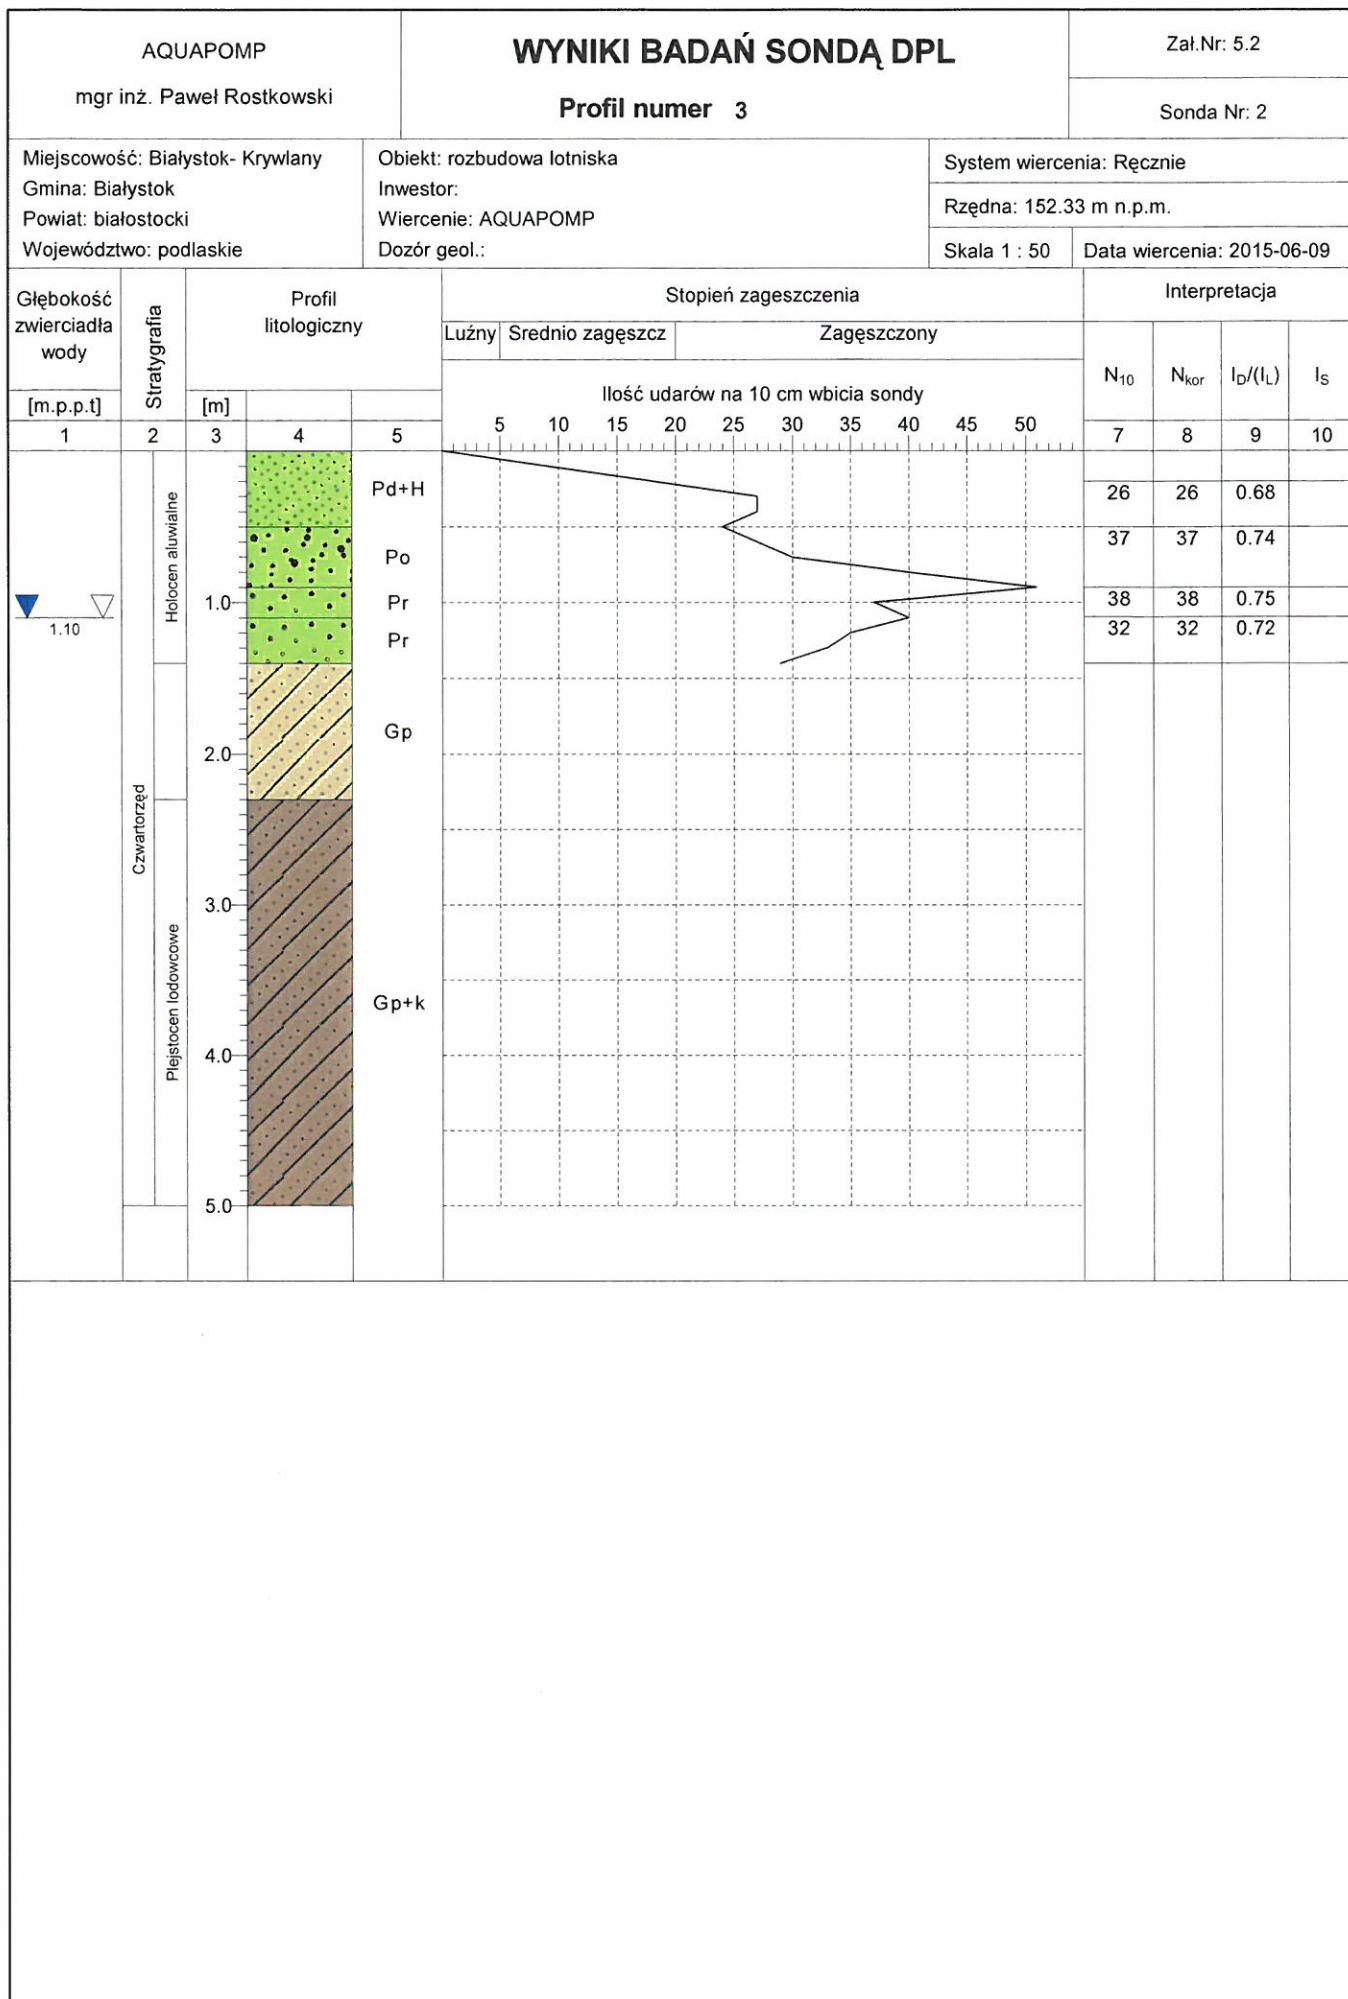 AQUAPOMP
mgr inż. Paweł Rostkowski
WYNIKI BADAŃ SONDĄ DPL
Profil numer 3
Zał.Nr: 5.2
Sonda Nr: 2
Miejscowość: Białystok- Krywlany
Gmina: Białystok
Powiat: białostocki
Województwo: podlaskie
Obiekt: rozbudowa lotniska
Inwestor:
Wiercenie: AQUAPOMP
Dozór geol.:
System wiercenia: Ręcznie
Rzędna: 152.33 m n.p.m.
Skala 1 : 50
Data wiercenia: 2015-06-09
Głębokość
zwierciadła
wody
[m.p.p.t]
Stratygrafia
Profil
litologiczny
[m]
Stopień zageszczenia
Luźny
Srednio zagęszcz
Zagęszczony
Ilość udarów na 10 cm wbicia sondy
5 10 15 20 25 30 35 40 45 50
Interpretacja
N10
Nkor
ID/(IL)
IS
1 2 3 4 5 7 8 9 10
Czwartorzęd
Holocen aluwialne
Plejstocen lodowcowe
1.10
1.0
2.0
3.0
4.0
5.0
Pd+H
Po
Pr
Pr
Gp
Gp+k
26 26 0.68
37 37 0.74
38 38 0.75
32 32 0.72